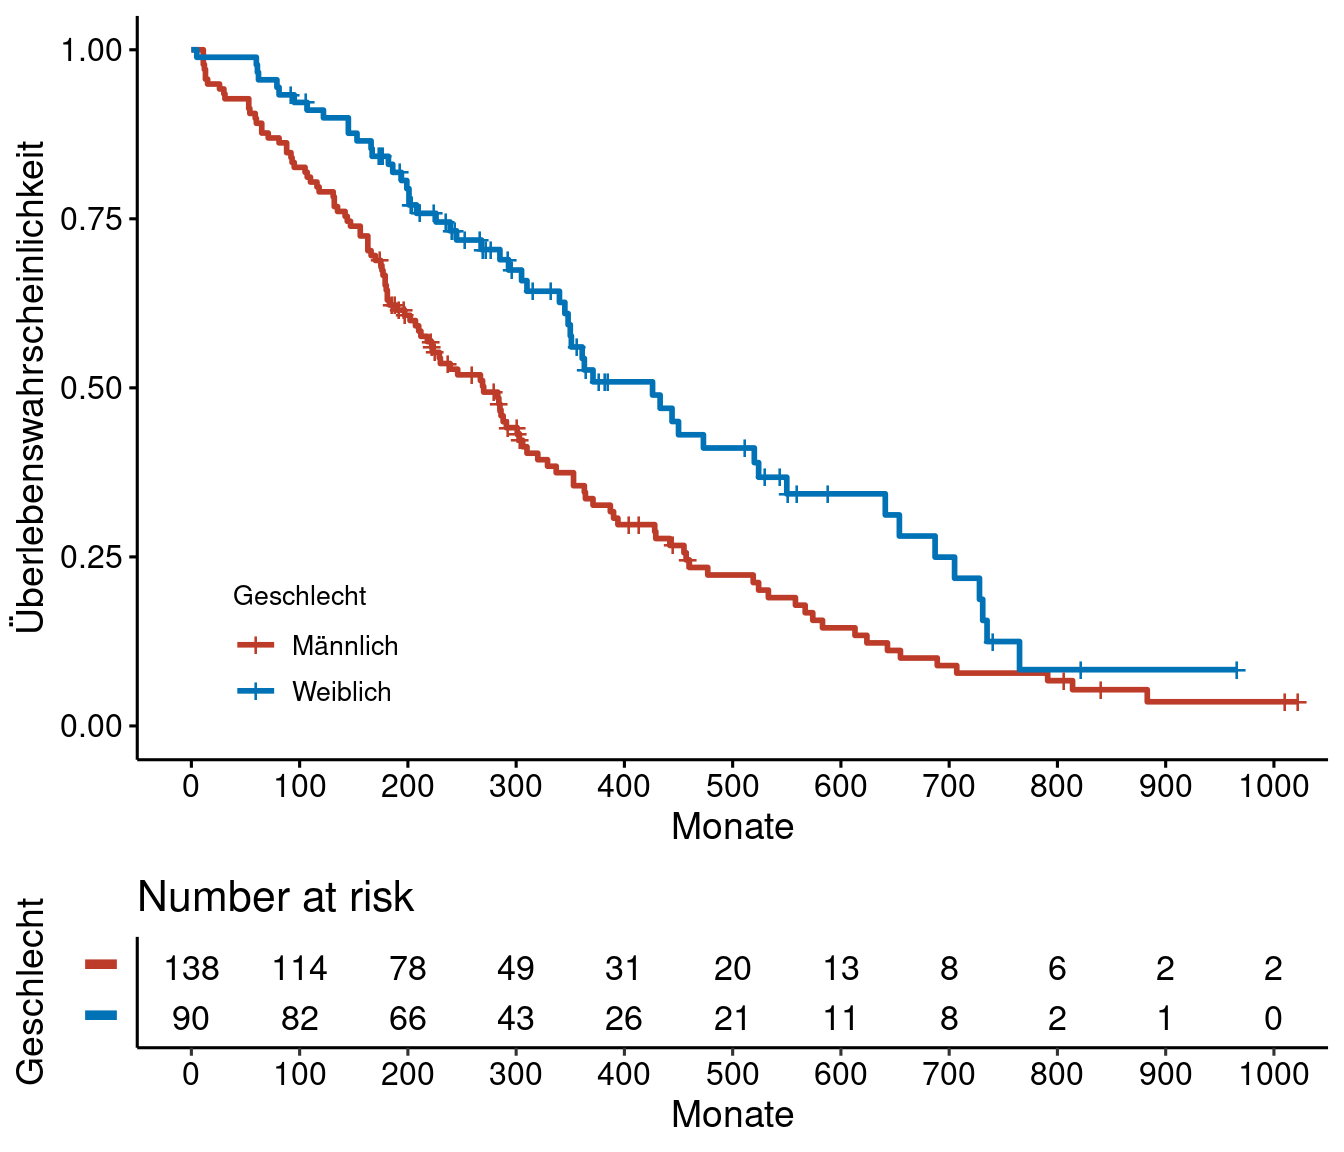 Überlebenswahrscheinlichkeit
1.00
0.75
0.50
0.25
0.00
Geschlecht
Männlich
Weiblich
0 100 200 300 400 500 600 700 800 900 1000
Monate
Number at risk
Geschlecht
138 114 78 49 31 20 13 8 6 2 2
90 82 66 43 26 21 11 8 2 1 0
0 100 200 300 400 500 600 700 800 900 1000
Monate